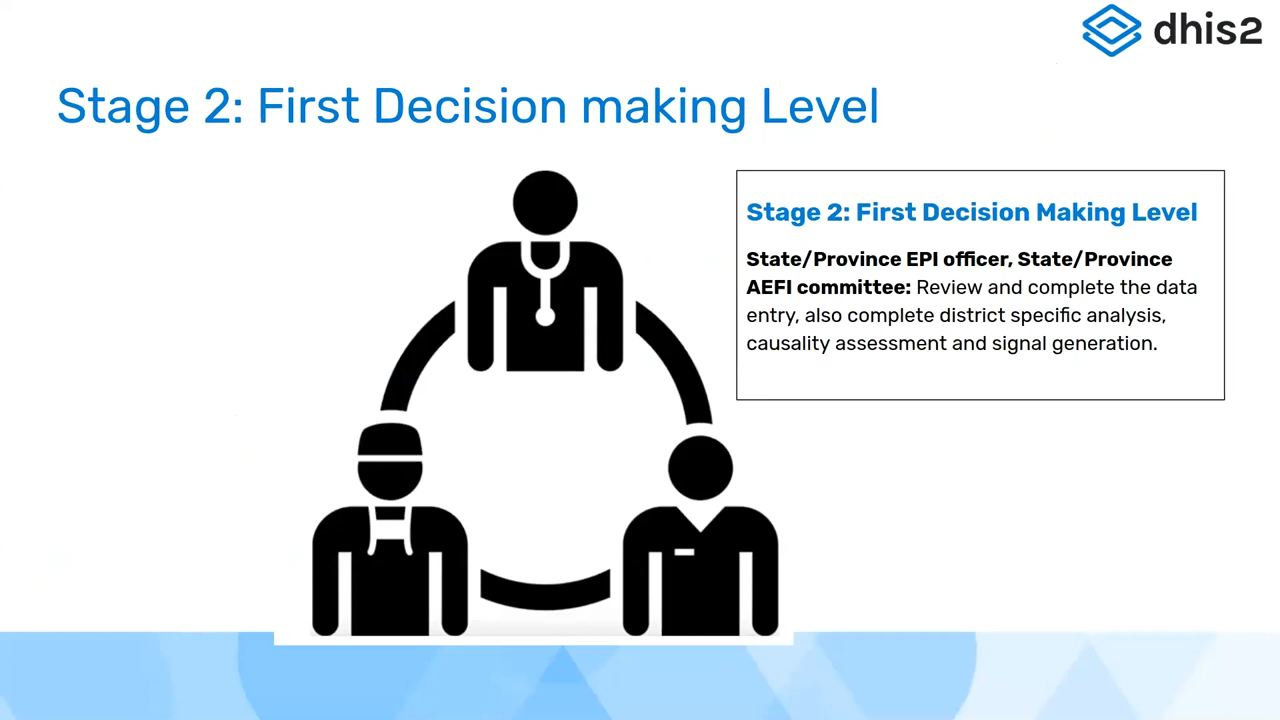 dhis2
Stage 2: First Decision making Level
Stage 2: First Decision Making Level
State/Province EPI officer, State/Province
AEFI committee: Review and complete the data
entry, also complete district specific analysis,
causality assessment and signal generation.